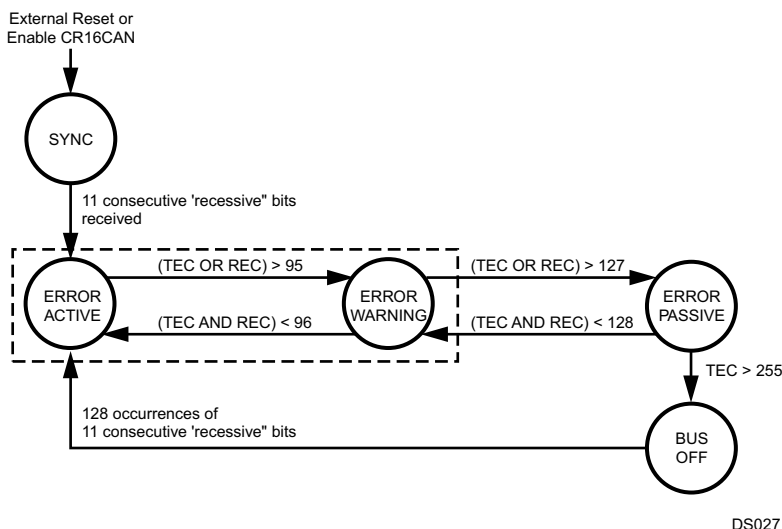 External Reset or
Enable CR16CAN
SYNC
11 consecutive 'recessive" bits
received
(TEC OR REC) > 95
(TEC OR REC) > 127
ERROR
ACTIVE
ERROR
WARNING
ERROR
PASSIVE
(TEC AND REC) < 96
(TEC AND REC) < 128
TEC > 255
128 occurrences of
11 consecutive 'recessive" bits
BUS
OFF
DS027